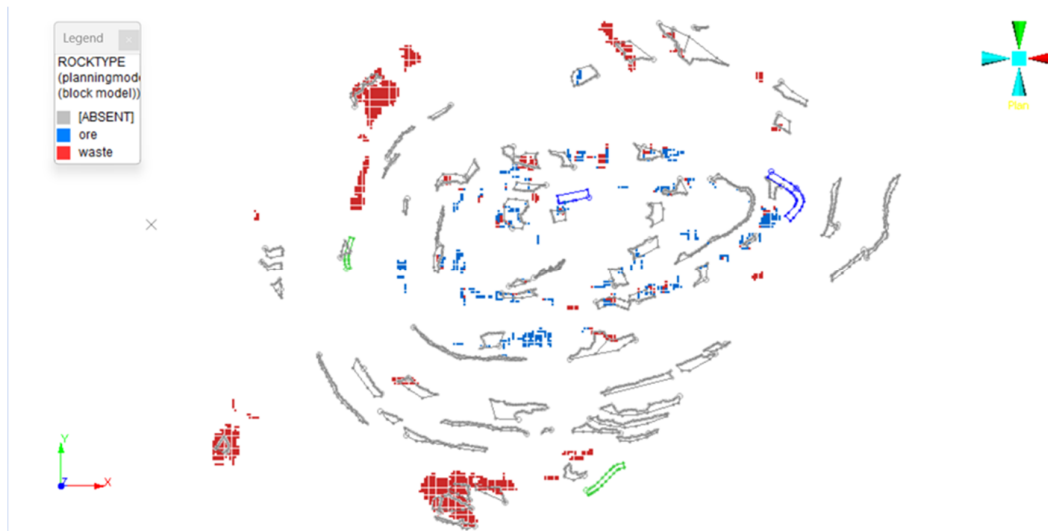 Legend
ROCKTYPE
(planningmode
(block model))
[ABSENT]
ore
waste
Plan
Y
Z
X